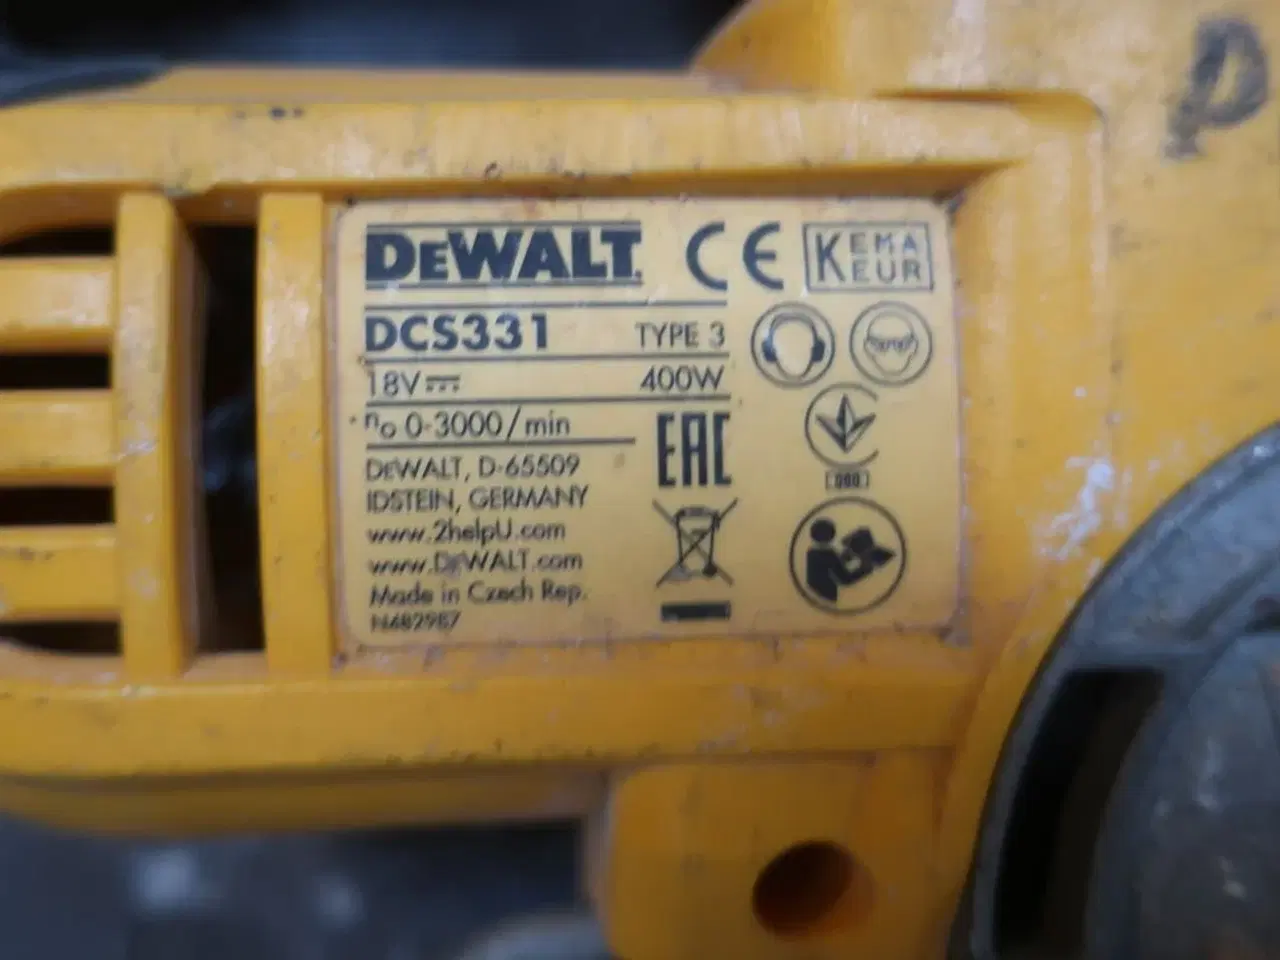 P
DEWALT CE KEMA KEUR
DCS331 TYPE 3
18V 400W
n₀ 0-3000/min
EAC
DEWALT, D-65509
IDSTEIN, GERMANY
www.2helpU.com
www.DEWALT.com
Made in Czech Rep.
N482987